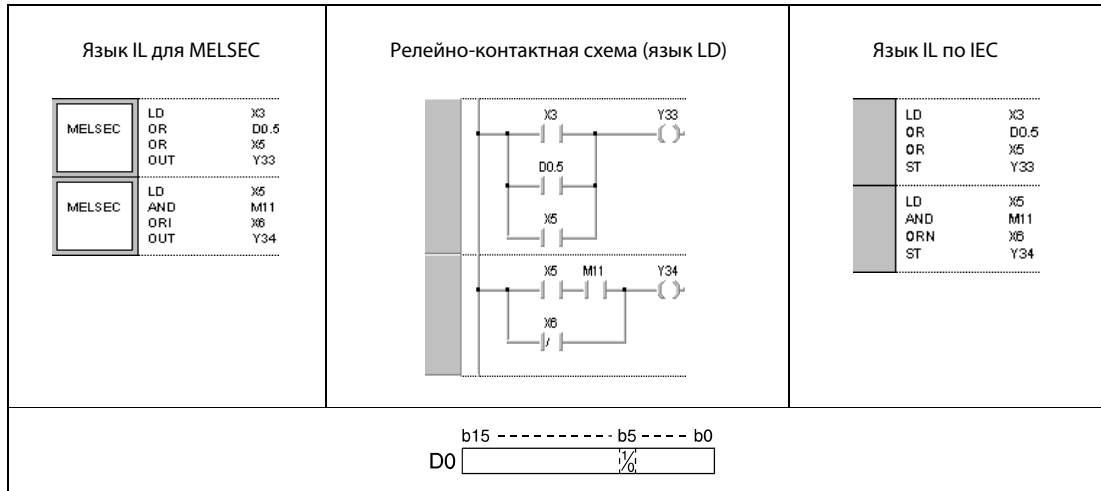 Язык IL для MELSEC
MELSEC
LD X3
OR D0.5
OR X5
OUT Y33
MELSEC
LD X5
AND M11
ORI X6
OUT Y34
Релейно-контактная схема (язык LD)
X3 Y33
D0.5
X5
X5 M11 Y34
X6
Язык IL по IEC
LD X3
OR D0.5
OR X5
ST Y33
LD X5
AND M11
ORN X6
ST Y34
b15 - - - - - - - - - - - b5 - - - - b0
D0 1/0